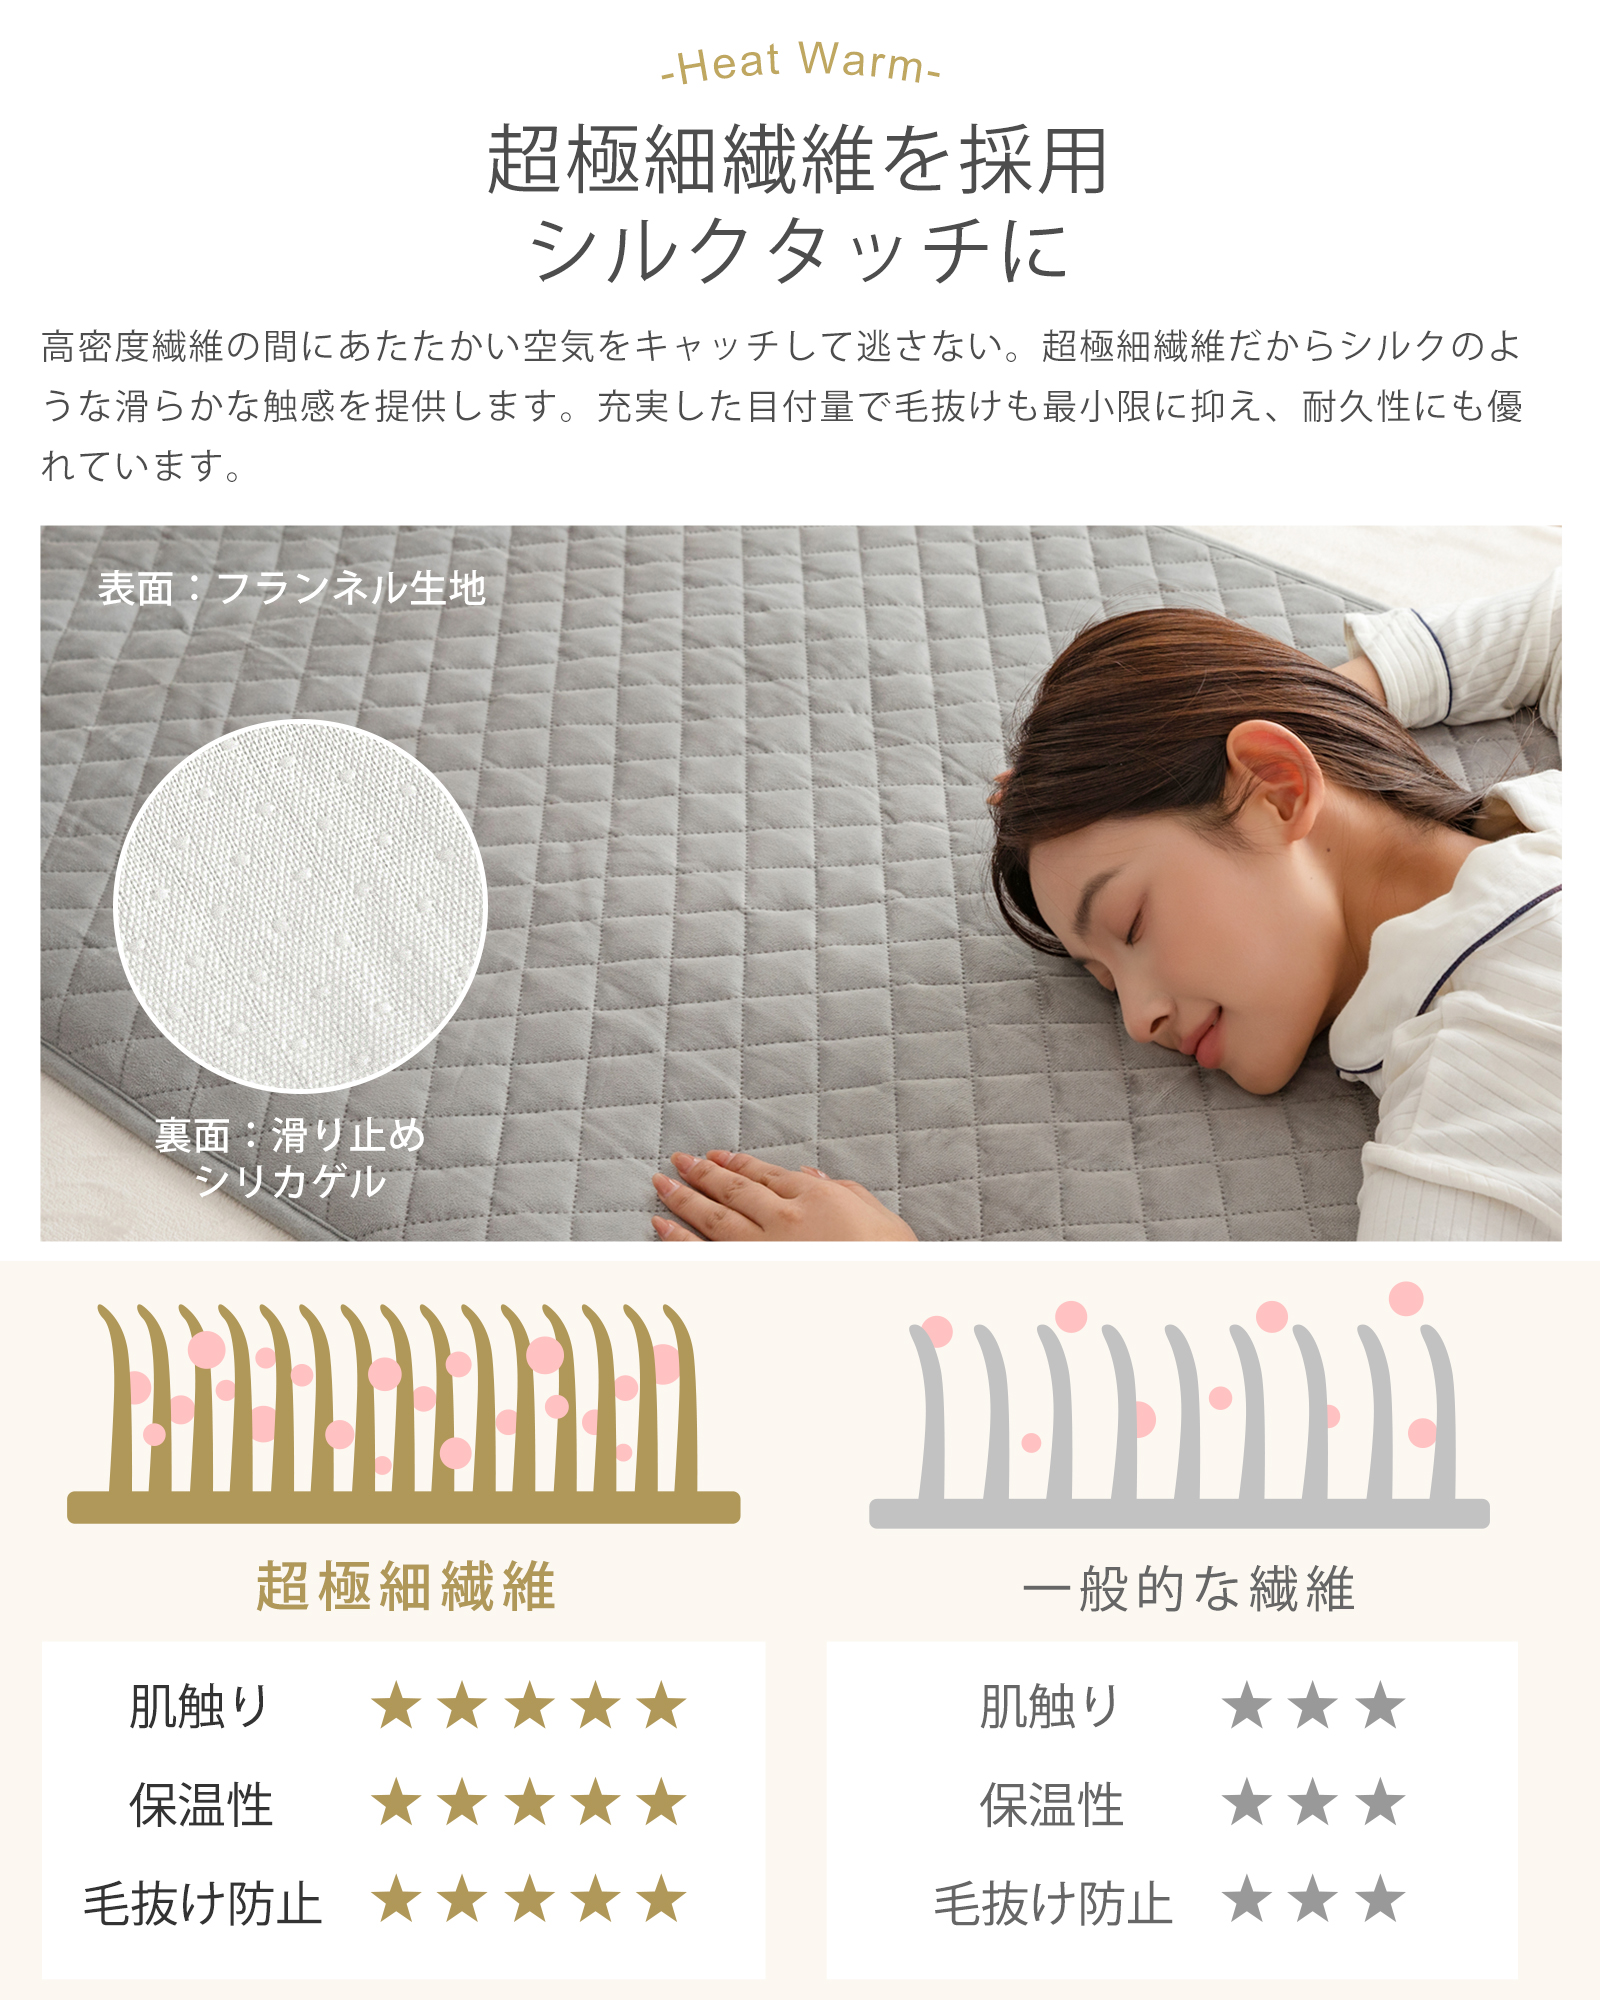 -Heat Warm-
超極細繊維を採用
シルクタッチに
高密度繊維の間にあたたかい空気をキャッチして逃さない。超極細繊維だからシルクのよ
うな滑らかな触感を提供します。充実した目付量で毛抜けも最小限に抑え、耐久性にも優
れています。
表面：フランネル生地
裏面：滑り止め
シリカゲル
超極細繊維
一般的な繊維
肌触り ★★★★★
保温性 ★★★★★
毛抜け防止 ★★★★★
肌触り ★★★
保温性 ★★★
毛抜け防止 ★★★